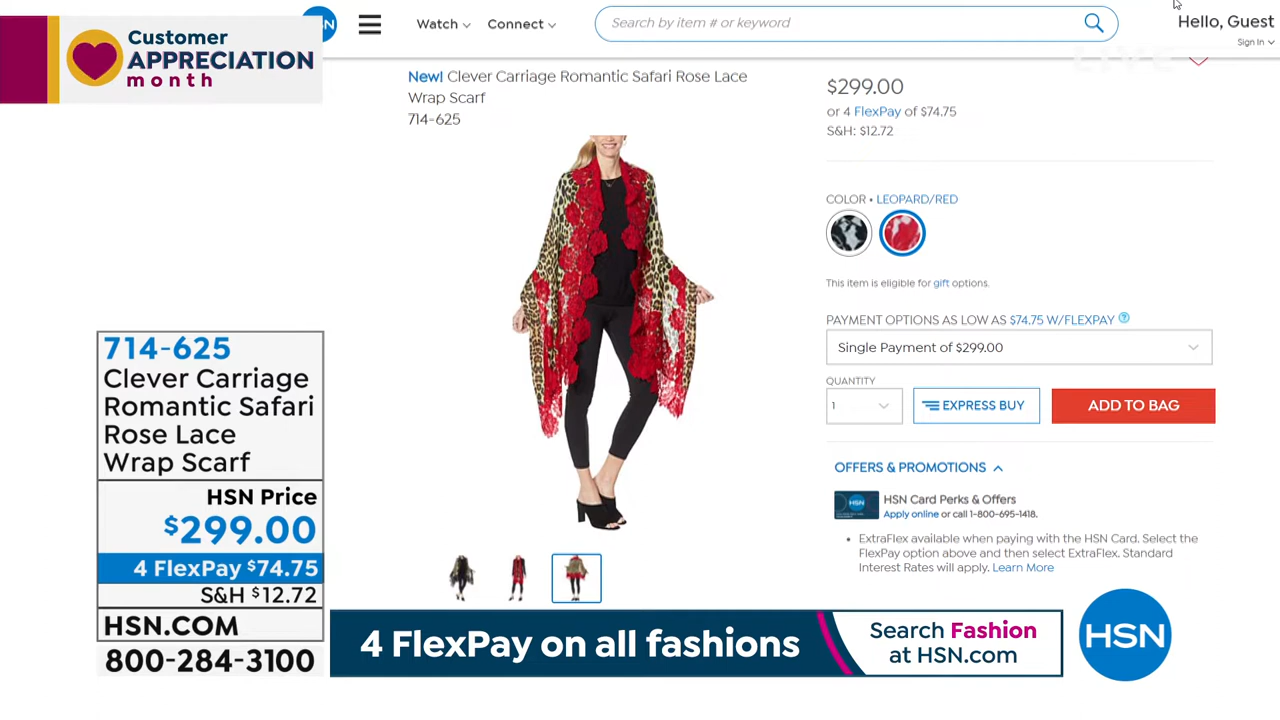 Customer
APPRECIATION
month
HSN
Watch
Connect
Search by item # or keyword
Hello, Guest
Sign In
LIVE
New! Clever Carriage Romantic Safari Rose Lace
Wrap Scarf
714-625
$299.00
or 4 FlexPay of $74.75
S&H: $12.72
COLOR • LEOPARD/RED
This item is eligible for gift options.
PAYMENT OPTIONS AS LOW AS $74.75 W/FLEXPAY ?
Single Payment of $299.00
QUANTITY
1
EXPRESS BUY
ADD TO BAG
OFFERS & PROMOTIONS
HSN
HSN Card Perks & Offers
Apply online or call 1-800-695-1418.
• ExtraFlex available when paying with the HSN Card. Select the
FlexPay option above and then select ExtraFlex. Standard
Interest Rates will apply. Learn More
714-625
Clever Carriage
Romantic Safari
Rose Lace
Wrap Scarf
HSN Price
$299.00
4 FlexPay $74.75
S&H $12.72
HSN.COM
800-284-3100
4 FlexPay on all fashions
Search Fashion
at HSN.com
HSN